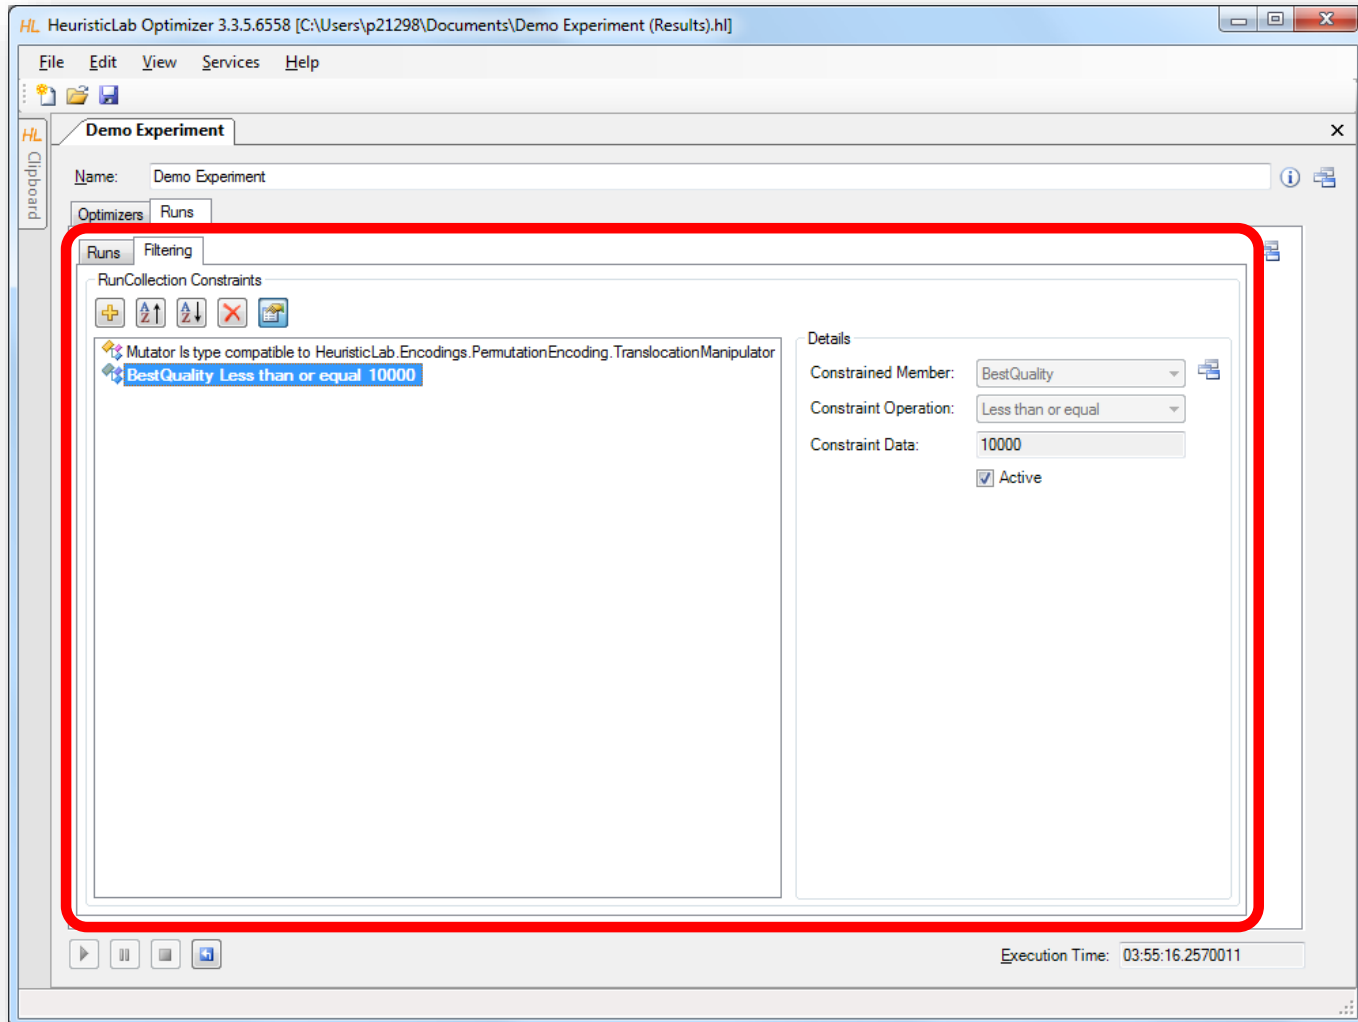 HL HeuristicLab Optimizer 3.3.5.6558 [C:\Users\p21298\Documents\Demo Experiment (Results).hl]
File Edit View Services Help
HL Clipboard
Demo Experiment
Name: Demo Experiment
Optimizers Runs
Runs Filtering
RunCollection Constraints
Mutator Is type compatible to HeuristicLab.Encodings.PermutationEncoding.TranslocationManipulator
BestQuality Less than or equal 10000
Details
Constrained Member: BestQuality
Constraint Operation: Less than or equal
Constraint Data: 10000
Active
Execution Time: 03:55:16.2570011